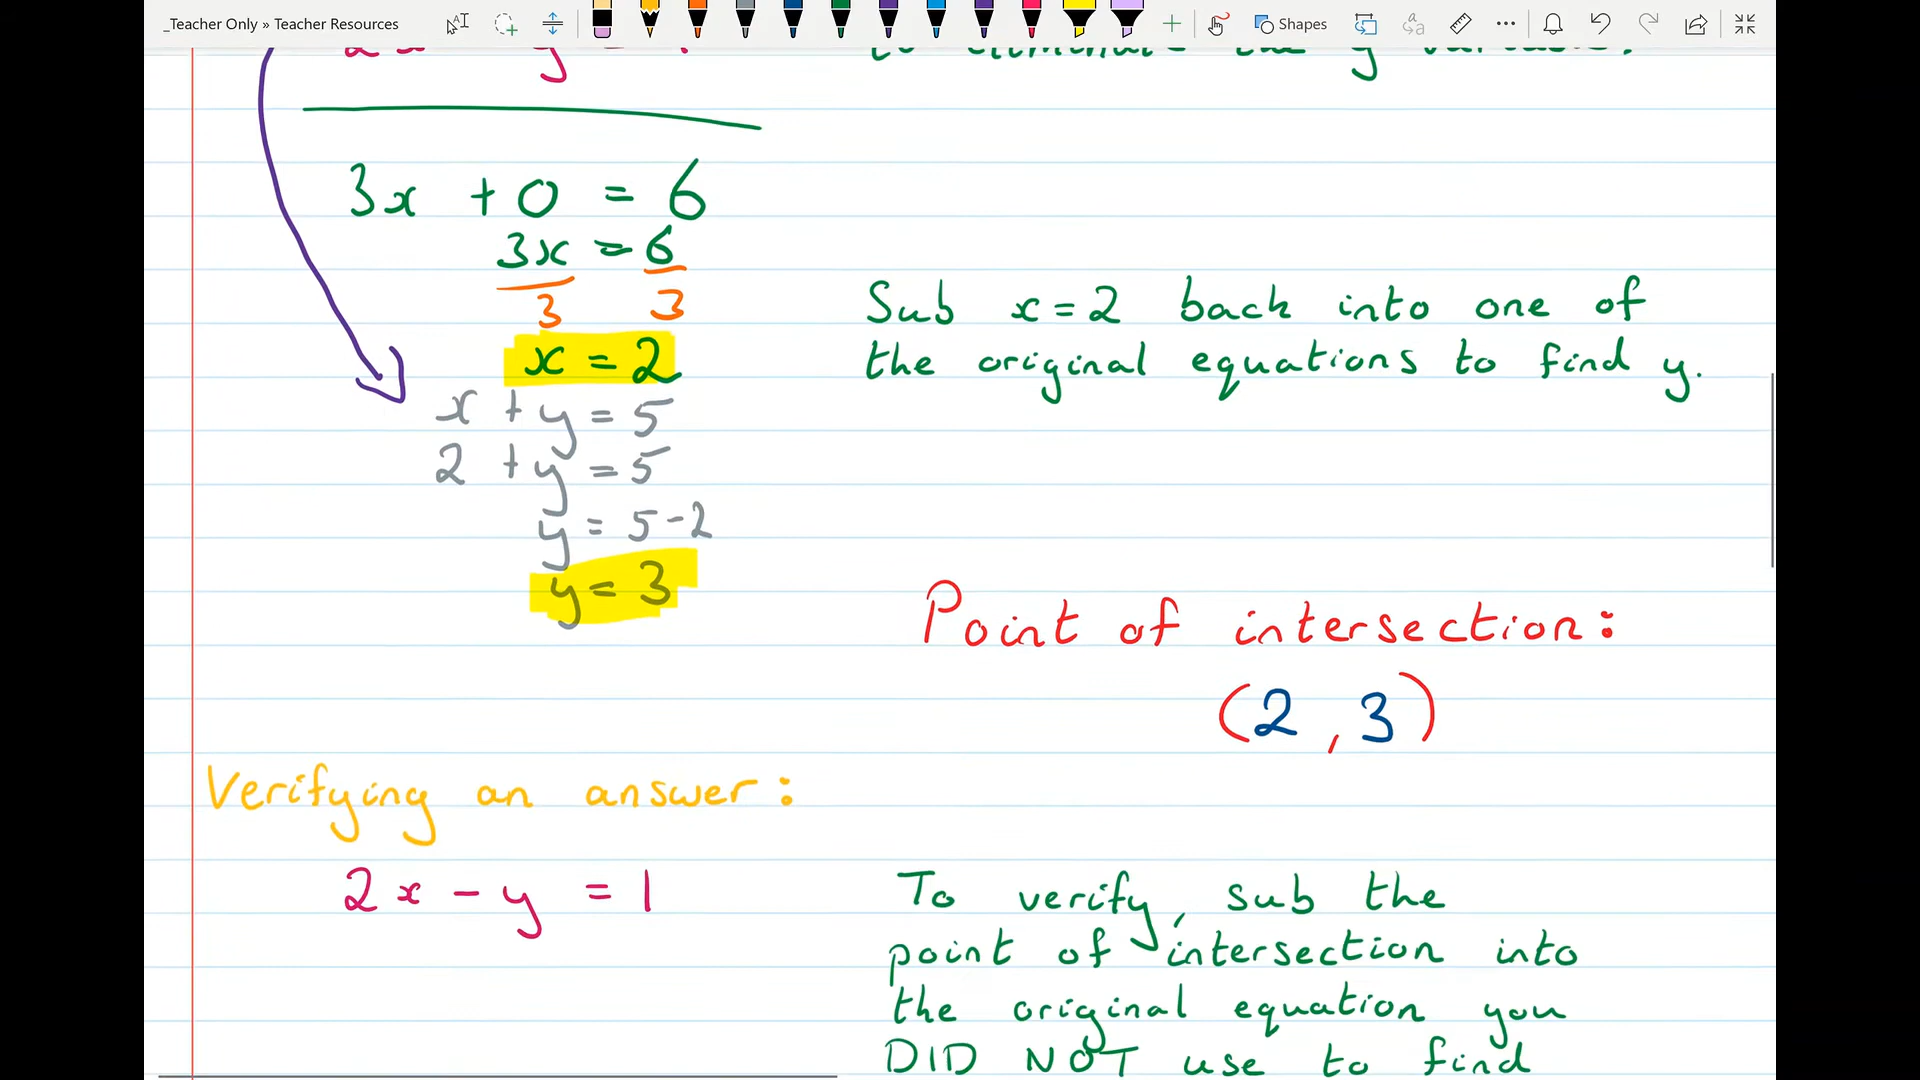 _Teacher Only » Teacher Resources
Shapes
3x + 0 = 6
3x = 6
3 3
x = 2
Sub x = 2 back into one of
the original equations to find y.
x + y = 5
2 + y = 5
y = 5 - 2
y = 3
Point of intersection:
(2, 3)
Verifying an answer:
2x - y = 1
To verify, sub the
point of intersection into
the original equation you
DID NOT use to find